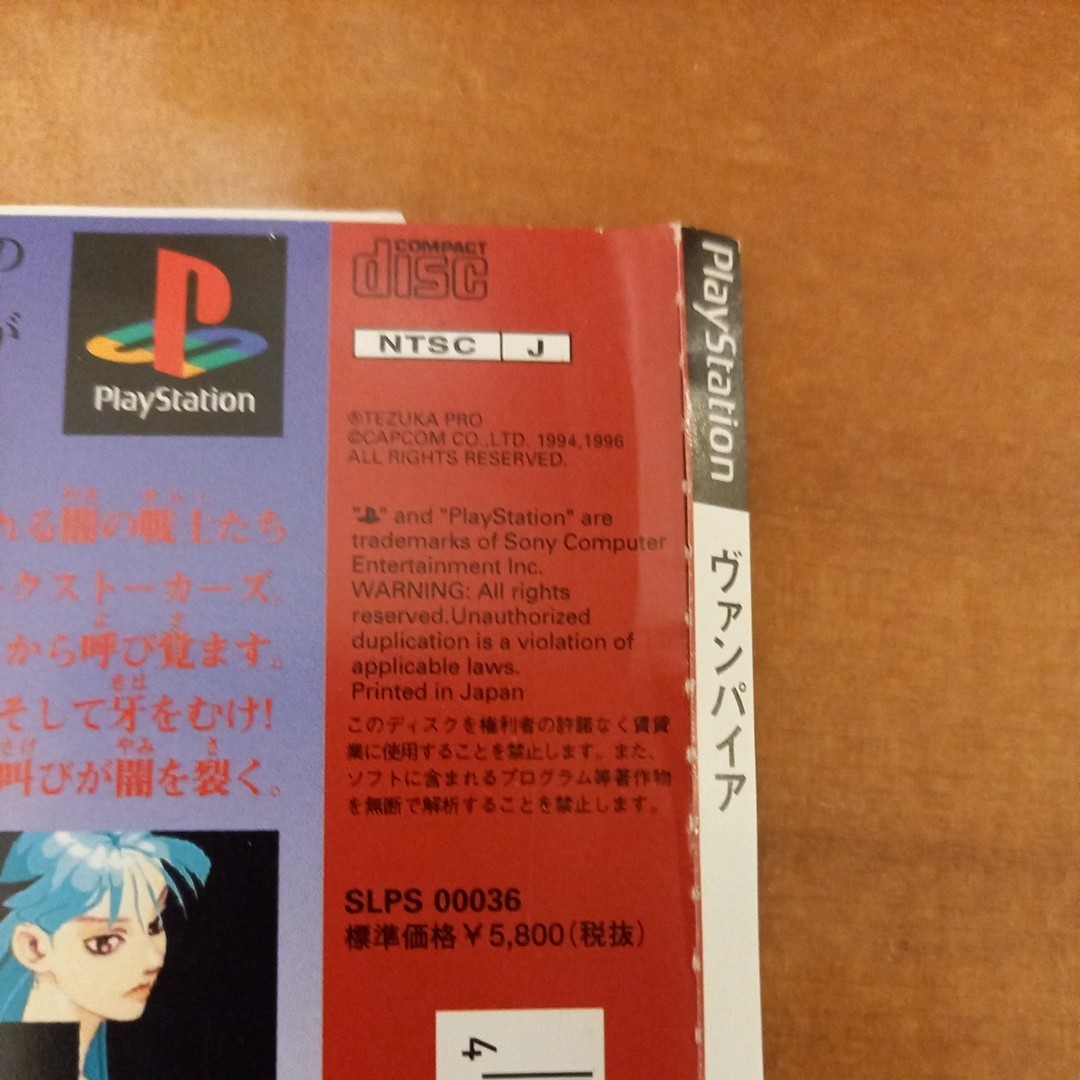 の
が
PlayStation
れる闇の戦士たち
ークストーカーズ。
から呼び覚ます。
そして牙をむけ!
叫びが闇を裂く。
COMPACT
disc
NTSC J
®TEZUKA PRO
©CAPCOM CO.,LTD. 1994,1996
ALL RIGHTS RESERVED.
" " and "PlayStation" are
trademarks of Sony Computer
Entertainment Inc.
WARNING: All rights
reserved.Unauthorized
duplication is a violation of
applicable laws.
Printed in Japan
このディスクを権利者の許諾なく賃貸
業に使用することを禁止します。また、
ソフトに含まれるプログラム等著作物
を無断で解析することを禁止します。
SLPS 00036
標準価格￥5,800(税抜)
4
PlayStation
ヴァンパイア